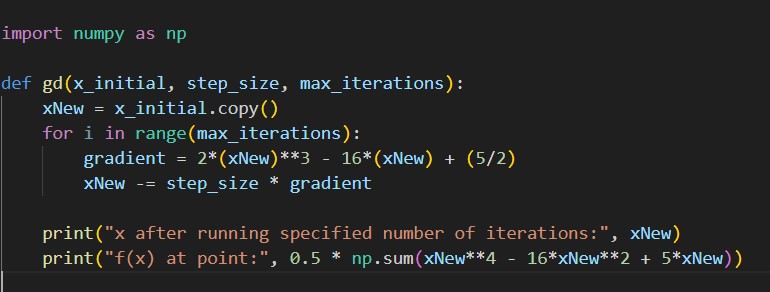 import numpy as np
def gd(x_initial, step_size, max_iterations):
    xNew = x_initial.copy()
    for i in range(max_iterations):
        gradient = 2*(xNew)**3 - 16*(xNew) + (5/2)
        xNew -= step_size * gradient
    print("x after running specified number of iterations:", xNew)
    print("f(x) at point:", 0.5 * np.sum(xNew**4 - 16*xNew**2 + 5*xNew))